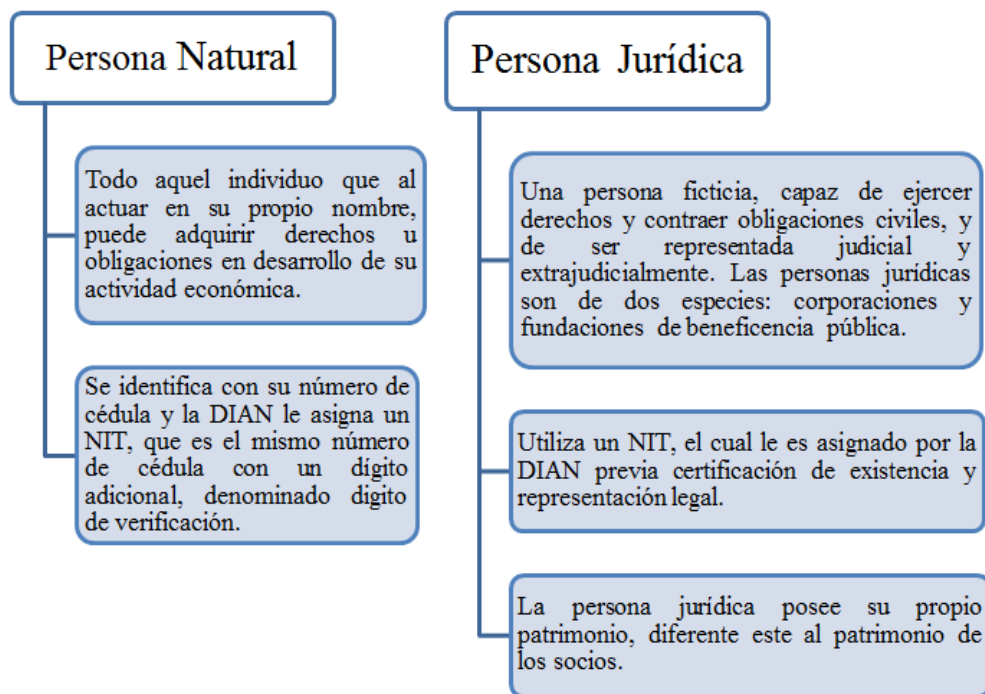 Persona Natural
Todo aquel individuo que al
actuar en su propio nombre,
puede adquirir derechos u
obligaciones en desarrollo de su
actividad económica.
Se identifica con su número de
cédula y la DIAN le asigna un
NIT, que es el mismo número
de cédula con un dígito
adicional, denominado dígito
de verificación.
Persona Jurídica
Una persona ficticia, capaz de ejercer
derechos y contraer obligaciones civiles, y
de ser representada judicial y
extrajudicialmente. Las personas jurídicas
son de dos especies: corporaciones y
fundaciones de beneficencia pública.
Utiliza un NIT, el cual le es asignado por la
DIAN previa certificación de existencia y
representación legal.
La persona jurídica posee su propio
patrimonio, diferente este al patrimonio de
los socios.